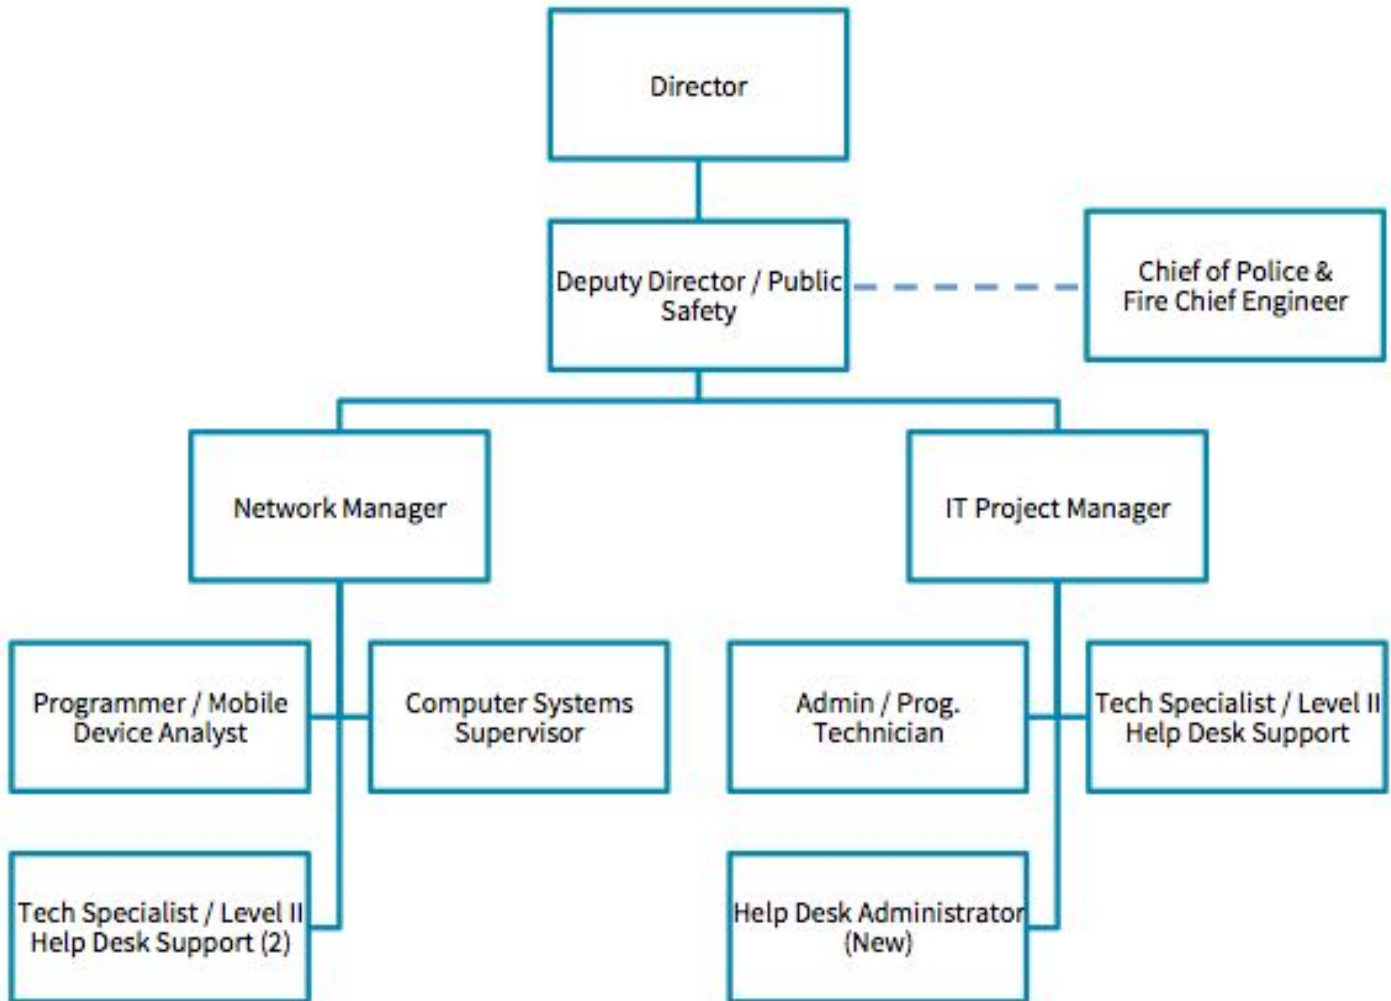 Director
Deputy Director / Public
Safety
Chief of Police &
Fire Chief Engineer
Network Manager
IT Project Manager
Programmer / Mobile
Device Analyst
Computer Systems
Supervisor
Admin / Prog.
Technician
Tech Specialist / Level II
Help Desk Support
Tech Specialist / Level II
Help Desk Support (2)
Help Desk Administrator
(New)